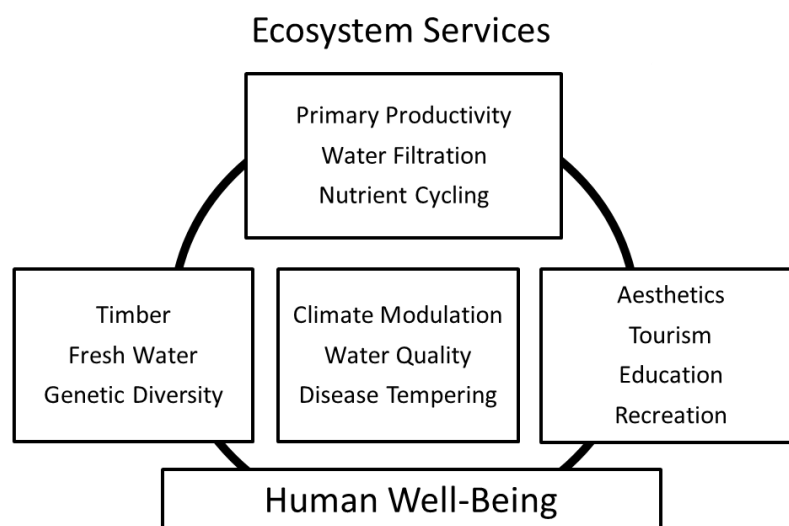 Ecosystem Services
Primary Productivity
Water Filtration
Nutrient Cycling
Timber
Fresh Water
Genetic Diversity
Climate Modulation
Water Quality
Disease Tempering
Aesthetics
Tourism
Education
Recreation
Human Well-Being